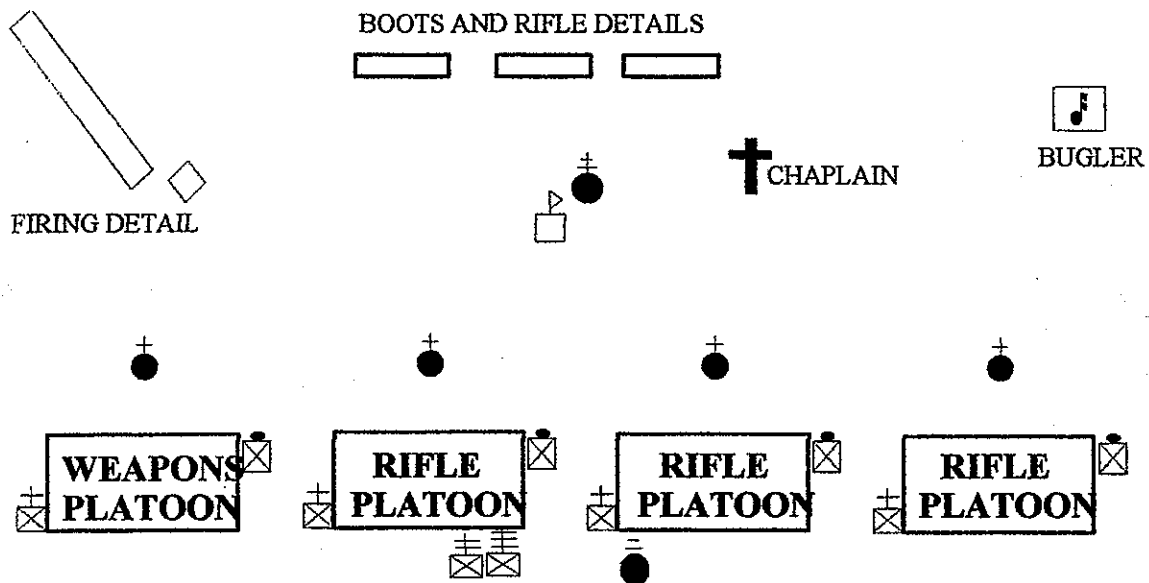 BOOTS AND RIFLE DETAILS
BUGLER
CHAPLAIN
FIRING DETAIL
WEAPONS
PLATOON
RIFLE
PLATOON
RIFLE
PLATOON
RIFLE
PLATOON